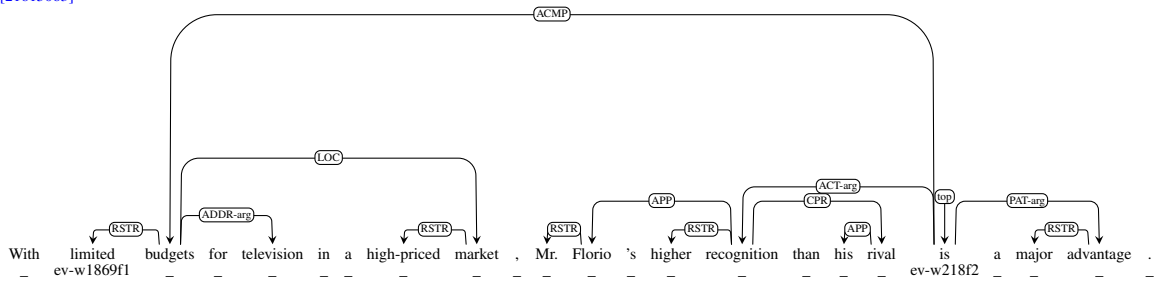 ACMP
LOC
ACT-arg
ADDR-arg APP CPR top PAT-arg
RSTR RSTR RSTR RSTR APP RSTR
With limited budgets for television in a high-priced market , Mr. Florio 's higher recognition than his rival is a major advantage .
_ ev-w1869f1 _ _ _ _ _ _ _ _ _ _ _ _ _ _ _ _ ev-w218f2 _ _ _ _